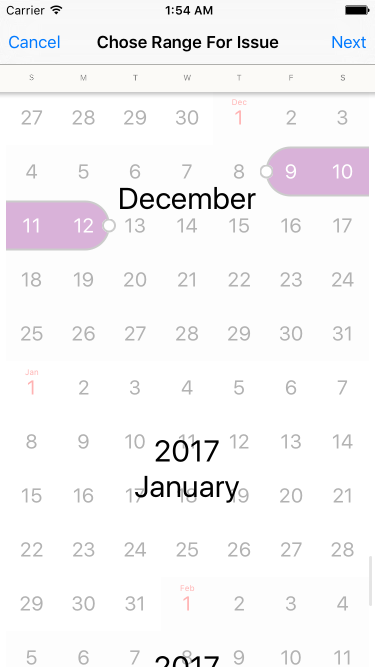 Carrier 1:54 AM
Cancel Chose Range For Issue Next
S M T W T F S
Dec
27 28 29 30 1 2 3
4 5 6 7 8 9 10
December
11 12 13 14 15 16 17
18 19 20 21 22 23 24
25 26 27 28 29 30 31
Jan
1 2 3 4 5 6 7
8 9 10 11 12 13 14
2017
January
15 16 17 18 19 20 21
22 23 24 25 26 27 28
Feb
29 30 31 1 2 3 4
5 6 7 8 9 10 11
2017